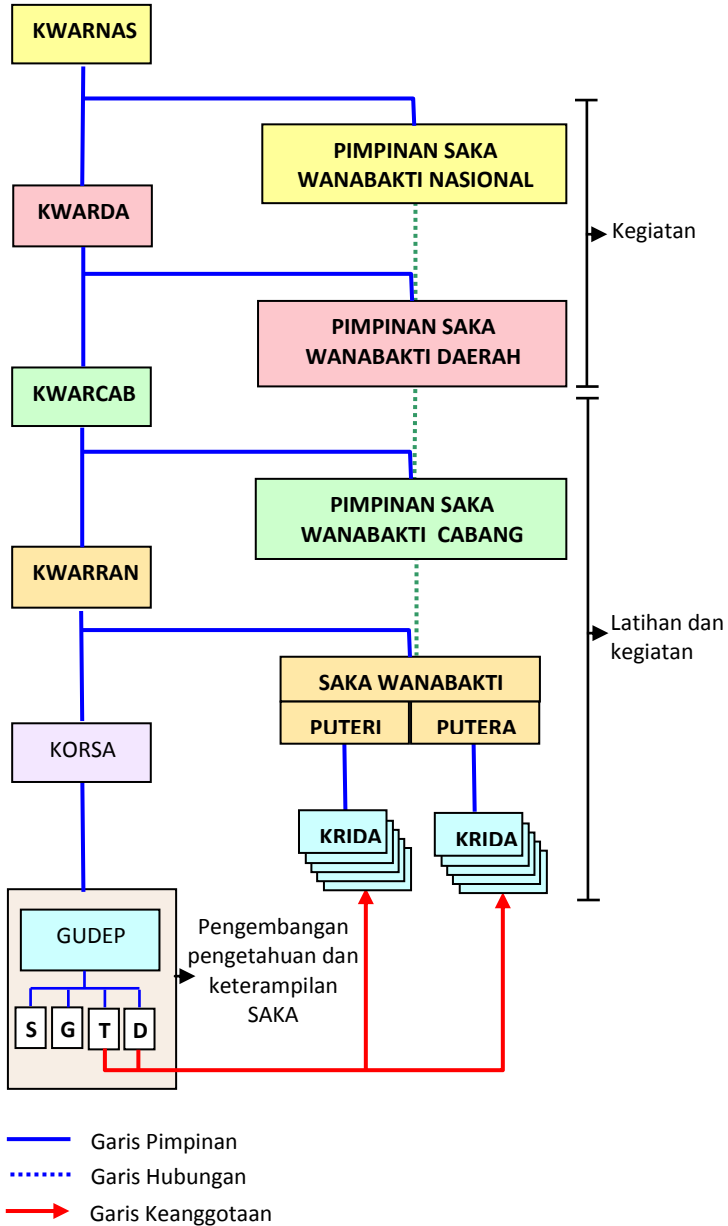 KWARNAS
PIMPINAN SAKA
WANABAKTI NASIONAL
KWARDA
Kegiatan
PIMPINAN SAKA
WANABAKTI DAERAH
KWARCAB
PIMPINAN SAKA
WANABAKTI CABANG
KWARRAN
Latihan dan
kegiatan
SAKA WANABAKTI
PUTERI
PUTERA
KORSA
KRIDA
KRIDA
GUDEP
S
G
T
D
Pengembangan
pengetahuan dan
keterampilan
SAKA
Garis Pimpinan
Garis Hubungan
Garis Keanggotaan